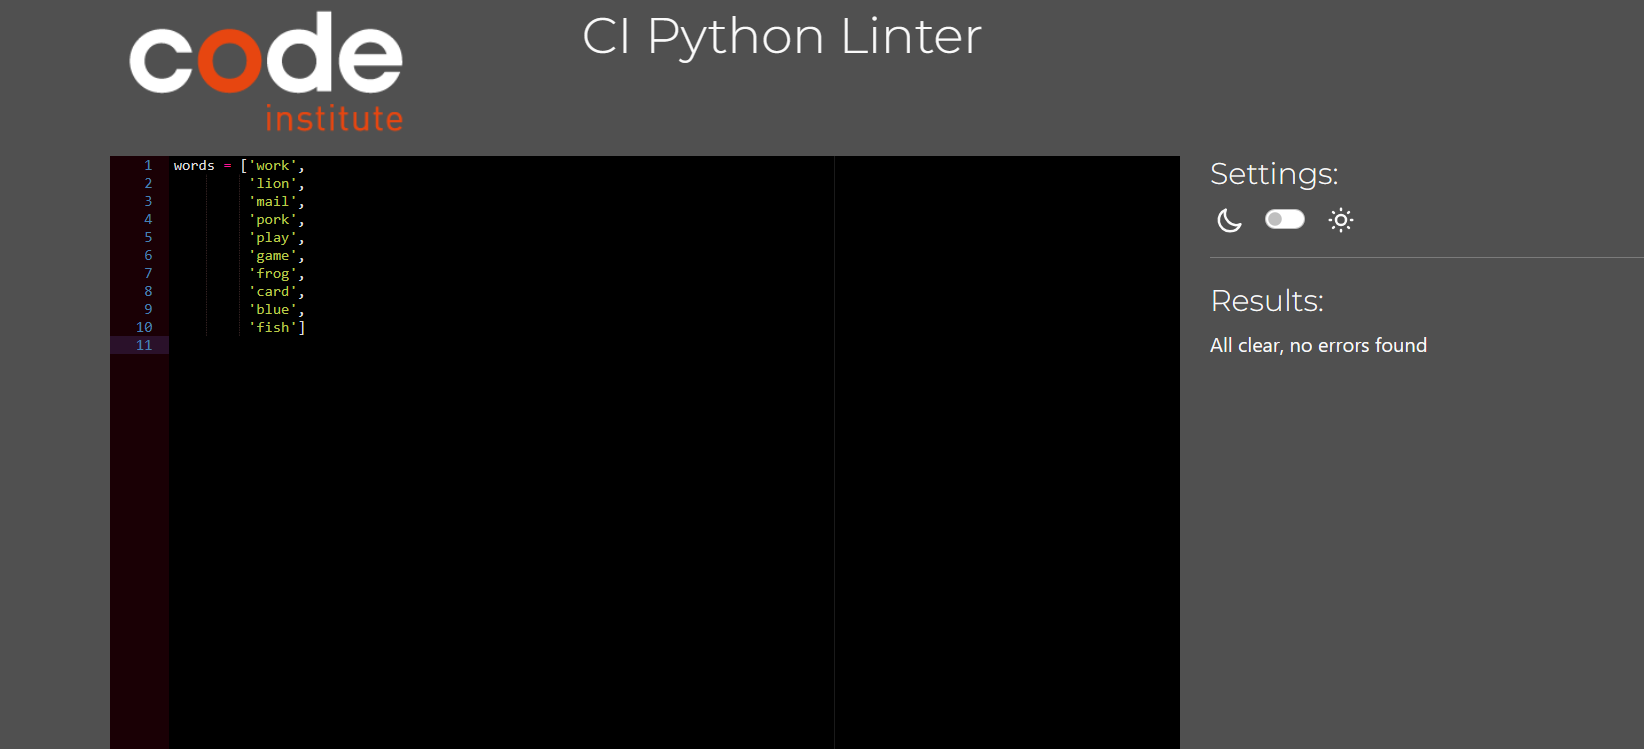 code
institute
CI Python Linter
1 words = ['work',
2 'lion',
3 'mail',
4 'pork',
5 'play',
6 'game',
7 'frog',
8 'card',
9 'blue',
10 'fish']
11
Settings:
Results:
All clear, no errors found